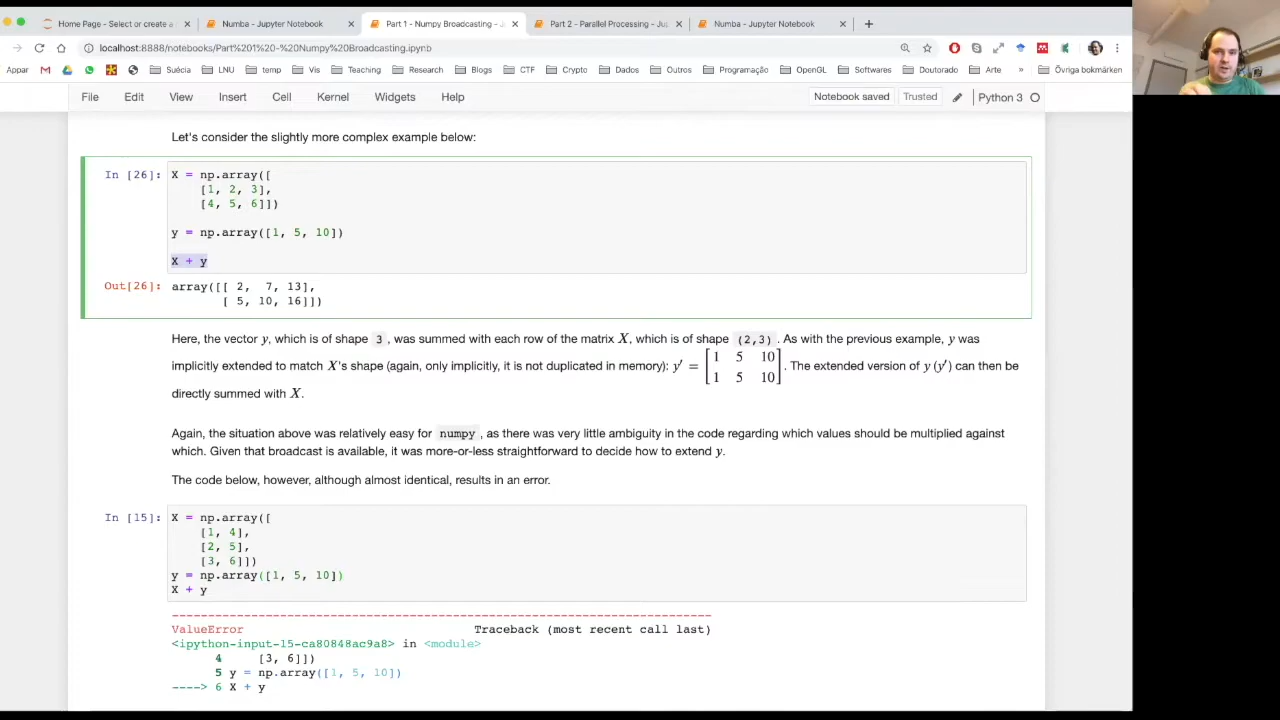 Home Page - Select or create a
Numba - Jupyter Notebook
Part 1 - Numpy Broadcasting -
Part 2 - Parallel Processing - Ju
Numba - Jupyter Notebook
localhost:8888/notebooks/Part%201%20-%20Numpy%20Broadcasting.ipynb
Appar
Suécia
LNU
temp
Vis
Teaching
Research
Blogs
CTF
Crypto
Dados
Outros
Programação
OpenGL
Softwares
Doutorado
Arte
»
Övriga bokmärken
File Edit View Insert Cell Kernel Widgets Help
Notebook saved Trusted Python 3
Let's consider the slightly more complex example below:
In [26]: X = np.array([
[1, 2, 3],
[4, 5, 6]])
y = np.array([1, 5, 10])
X + y
Out[26]: array([[ 2, 7, 13],
[ 5, 10, 16]])
Here, the vector y, which is of shape 3 , was summed with each row of the matrix X, which is of shape (2,3) . As with the previous example, y was
implicitly extended to match X's shape (again, only implicitly, it is not duplicated in memory): y′ = [1 5 10
1 5 10]. The extended version of y (y′) can then be
directly summed with X.
Again, the situation above was relatively easy for numpy , as there was very little ambiguity in the code regarding which values should be multiplied against
which. Given that broadcast is available, it was more-or-less straightforward to decide how to extend y.
The code below, however, although almost identical, results in an error.
In [15]: X = np.array([
[1, 4],
[2, 5],
[3, 6]])
y = np.array([1, 5, 10])
X + y
---------------------------------------------------------------------------
ValueError Traceback (most recent call last)
<ipython-input-15-ca80848ac9a8> in <module>
4 [3, 6]])
5 y = np.array([1, 5, 10])
----> 6 X + y